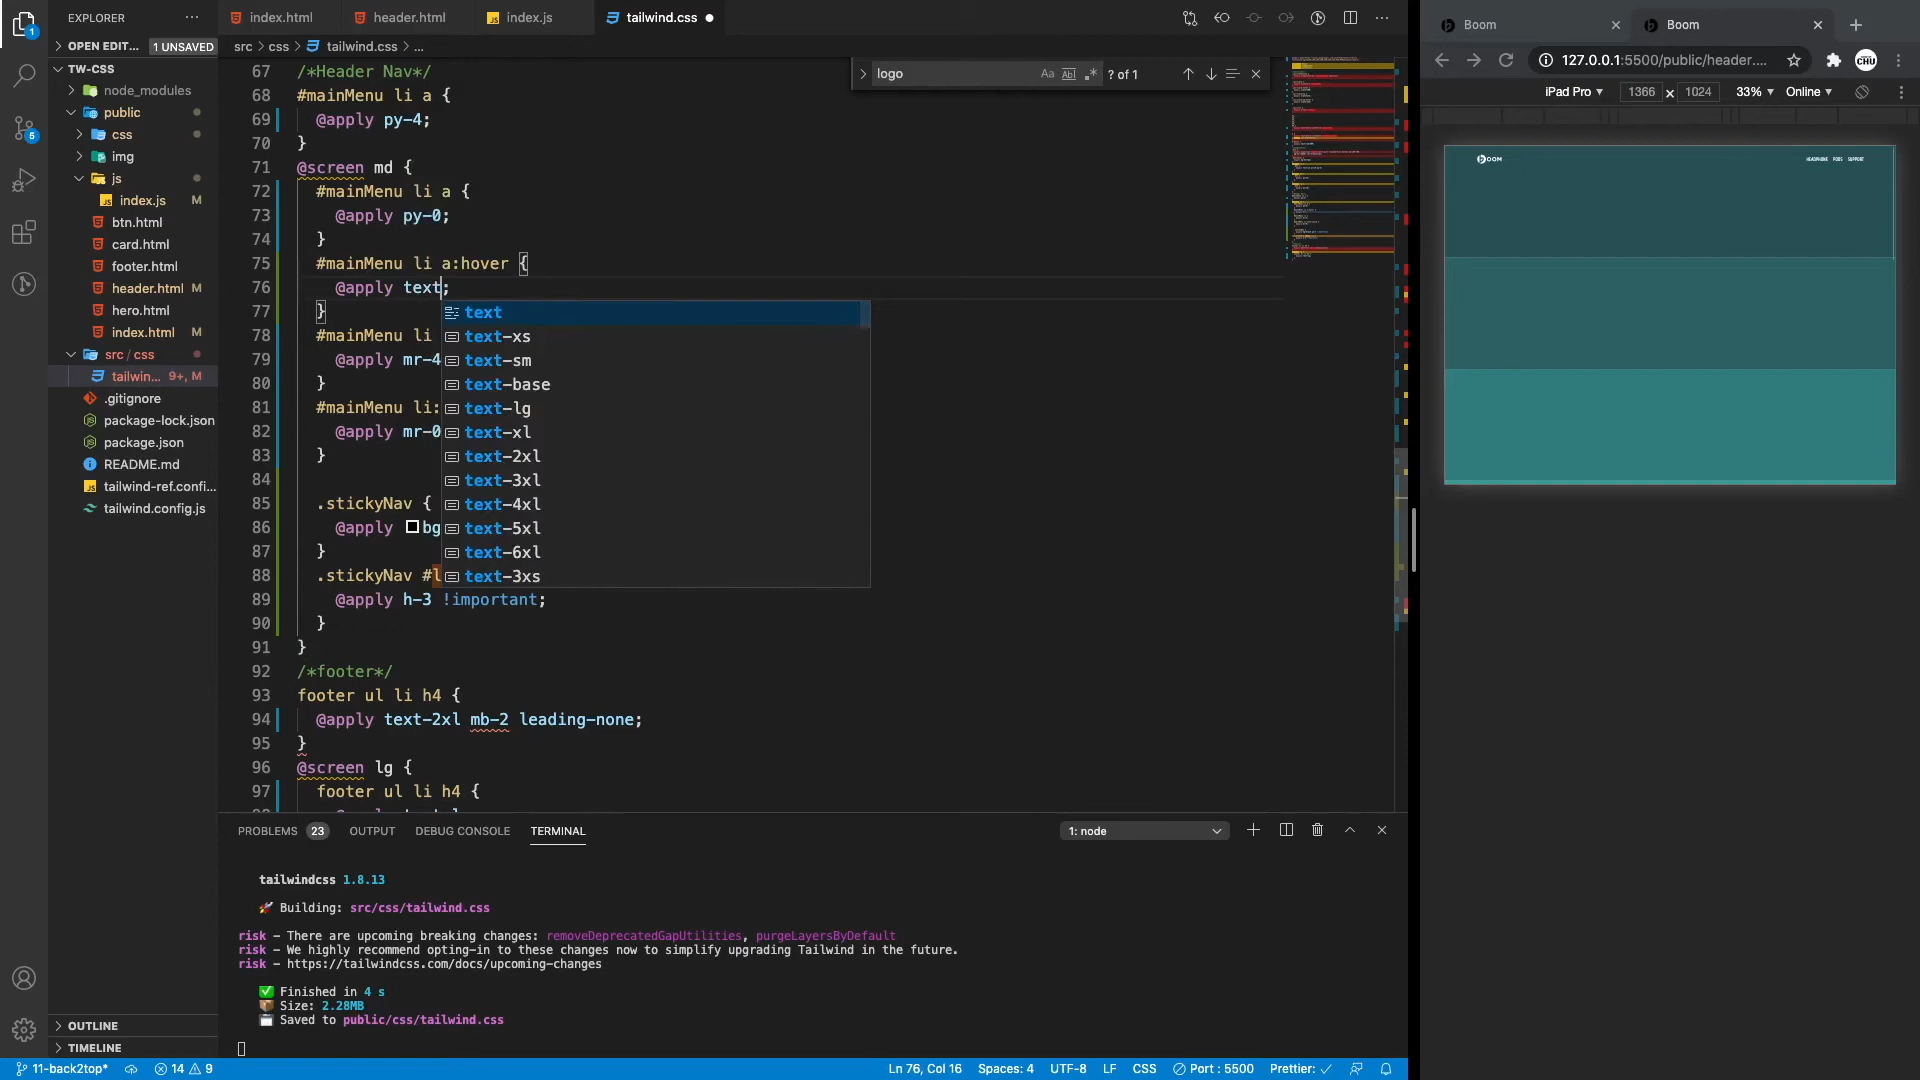 EXPLORER
OPEN EDIT... 1 UNSAVED
TW-CSS
node_modules
public
css
img
js
index.js M
btn.html
card.html
footer.html
header.html
hero.html
index.html M
src / css
tailwin... 9+, M
.gitignore
package-lock.json
package.json
README.md
tailwind-ref.confi...
tailwind.config.js
OUTLINE
TIMELINE
1
5
index.html
header.html
index.js
tailwind.css
src > css > tailwind.css > ...
logo
Aa Abl .*
? of 1
67 /*Header Nav*/
68 #mainMenu li a {
69 @apply py-4;
70 }
71 @screen md {
72 #mainMenu li a {
73 @apply py-0;
74 }
75 #mainMenu li a:hover {
76 @apply text;
77 }
78 #mainMenu li
79 @apply mr-4
80 }
81 #mainMenu li:
82 @apply mr-0
83 }
84
85 .stickyNav {
86 @apply bg
87 }
88 .stickyNav #l
89 @apply h-3 !important;
90 }
91 }
92 /*footer*/
93 footer ul li h4 {
94 @apply text-2xl mb-2 leading-none;
95 }
96 @screen lg {
97 footer ul li h4 {
text
text-xs
text-sm
text-base
text-lg
text-xl
text-2xl
text-3xl
text-4xl
text-5xl
text-6xl
text-3xs
PROBLEMS 23 OUTPUT DEBUG CONSOLE TERMINAL
1: node
tailwindcss 1.8.13
🚀 Building: src/css/tailwind.css
risk - There are upcoming breaking changes: removeDeprecatedGapUtilities, purgeLayersByDefault
risk - We highly recommend opting-in to these changes now to simplify upgrading Tailwind in the future.
risk - https://tailwindcss.com/docs/upcoming-changes
✅ Finished in 4 s
📦 Size: 2.28MB
💾 Saved to public/css/tailwind.css
11-back2top* 14 9
Ln 76, Col 16 Spaces: 4 UTF-8 LF CSS Port : 5500 Prettier: ✓
Boom
Boom
127.0.0.1:5500/public/header....
CHU
iPad Pro 1366 × 1024 33% Online
BOOM
HEADPHONE PODS SUPPORT